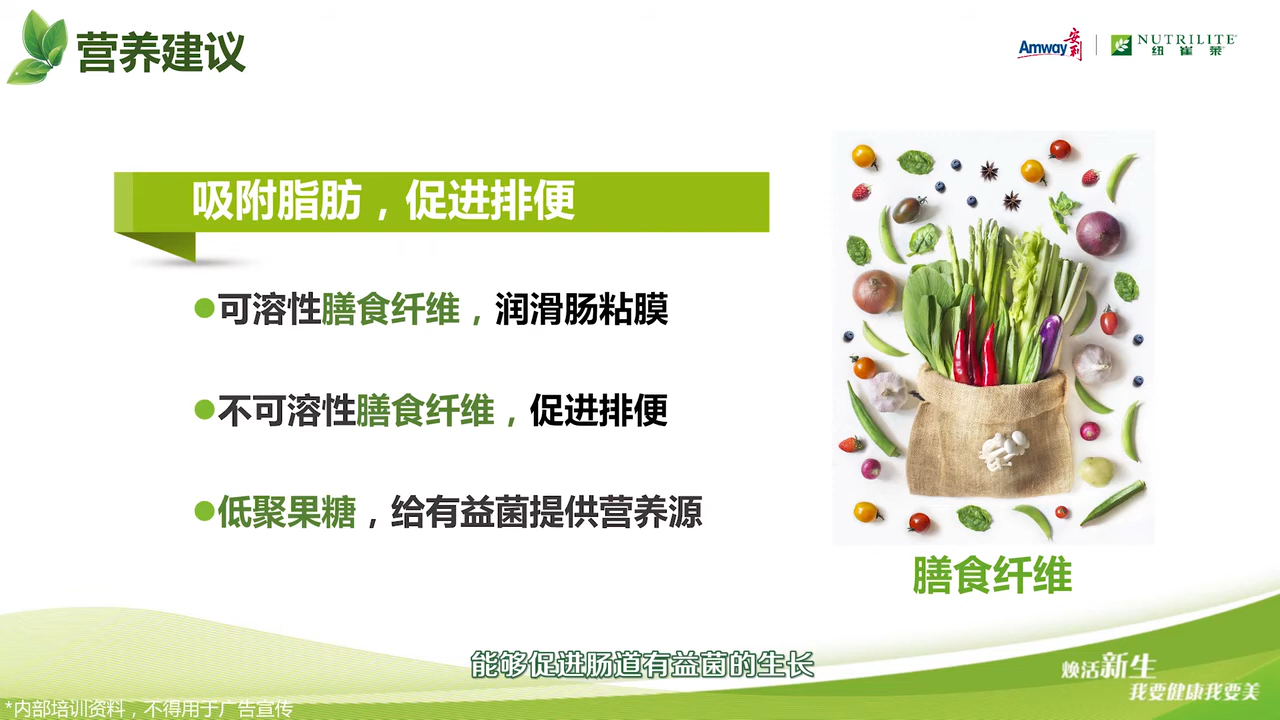 营养建议
Amway安利
NUTRILITE
纽崔莱
吸附脂肪，促进排便
●可溶性膳食纤维，润滑肠粘膜
●不可溶性膳食纤维，促进排便
●低聚果糖，给有益菌提供营养源
膳食纤维
能够促进肠道有益菌的生长
焕活新生
我要健康我要美
*内部培训资料，不得用于广告宣传